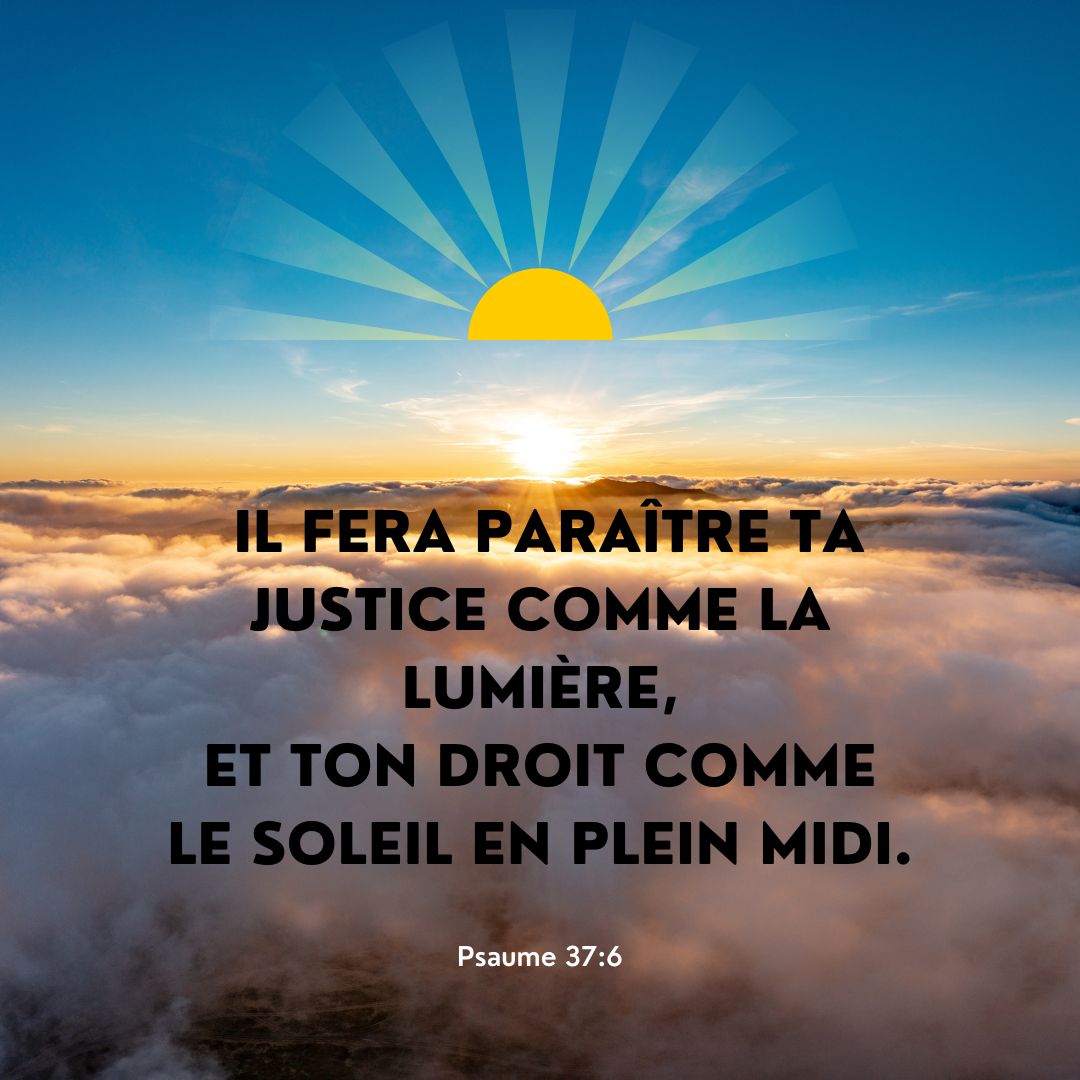 IL FERA PARAÎTRE TA
JUSTICE COMME LA
LUMIÈRE,
ET TON DROIT COMME
LE SOLEIL EN PLEIN MIDI.
Psaume 37:6